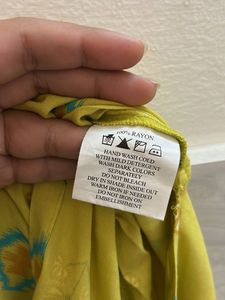 100% RAYON
HAND WASH COLD
WITH MILD DETERGENT
WASH DARK COLORS
SEPARATELY
DO NOT BLEACH
DRY IN SHADE INSIDE OUT
WARM IRON IF NEEDED
DO NOT IRON ON
EMBELLISHMENT